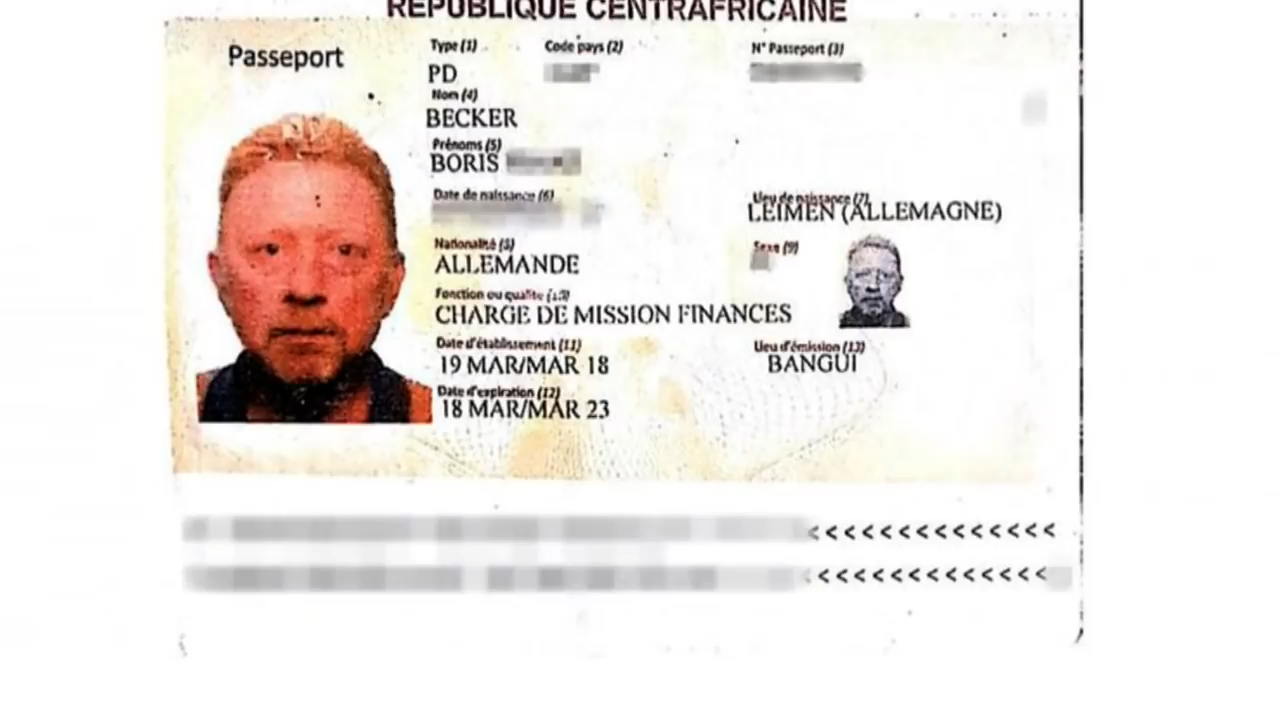 REPUBLIQUE CENTRAFRICAINE
Passeport
Type (1) Code pays (2) N° Passeport (3)
PD
Nom (4)
BECKER
Prénoms (5)
BORIS
Date de naissance (6) Lieu de naissance (7)
LEIMEN (ALLEMAGNE)
Nationalité (8) Sexe (9)
ALLEMANDE
Fonction ou qualite (10)
CHARGE DE MISSION FINANCES
Date d'établissement (11) Lieu d'émission (13)
19 MAR/MAR 18 BANGUI
Date d'expiration (12)
18 MAR/MAR 23
<<<<<<<<<<<<<
<<<<<<<<<<<<<